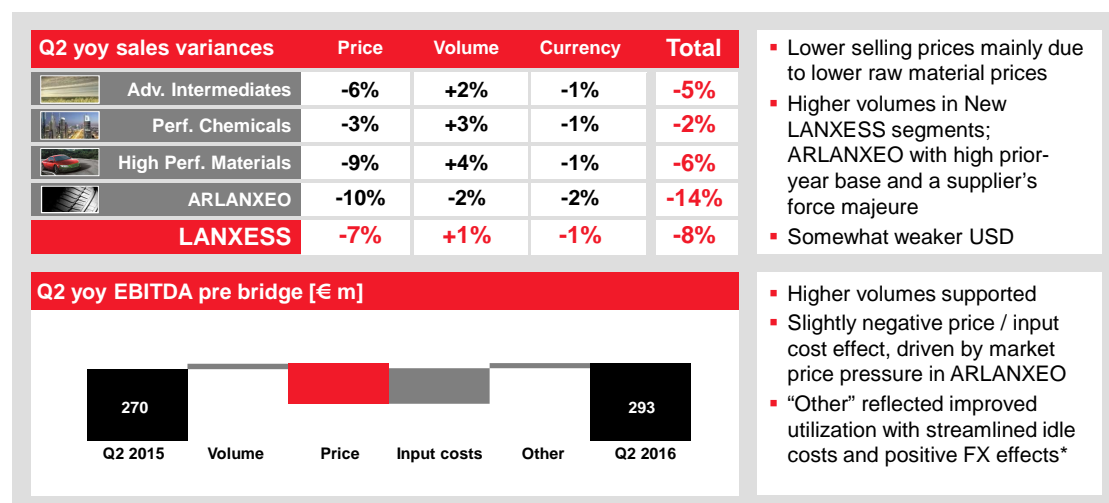 Q2 yoy sales variances Price Volume Currency Total
Adv. Intermediates -6% +2% -1% -5%
Perf. Chemicals -3% +3% -1% -2%
High Perf. Materials -9% +4% -1% -6%
ARLANXEO -10% -2% -2% -14%
LANXESS -7% +1% -1% -8%
▪ Lower selling prices mainly due
to lower raw material prices
▪ Higher volumes in New
LANXESS segments;
ARLANXEO with high prior-
year base and a supplier’s
force majeure
▪ Somewhat weaker USD
Q2 yoy EBITDA pre bridge [€ m]
270 293
Q2 2015 Volume Price Input costs Other Q2 2016
▪ Higher volumes supported
▪ Slightly negative price / input
cost effect, driven by market
price pressure in ARLANXEO
▪ “Other” reflected improved
utilization with streamlined idle
costs and positive FX effects*